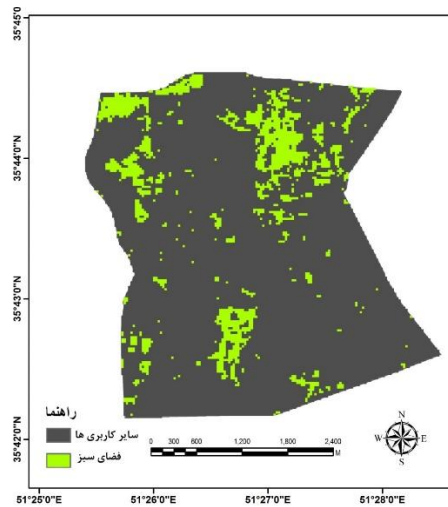 35°45'0"
35°44'0"N
35°43'0"N
35°42'0"N
راهنما
سایر کاربری ها
فضای سبز
0 300 600 1,200 1,800 2,400
M
N
W E
S
51°25'0"E 51°26'0"E 51°27'0"E 51°28'0"E